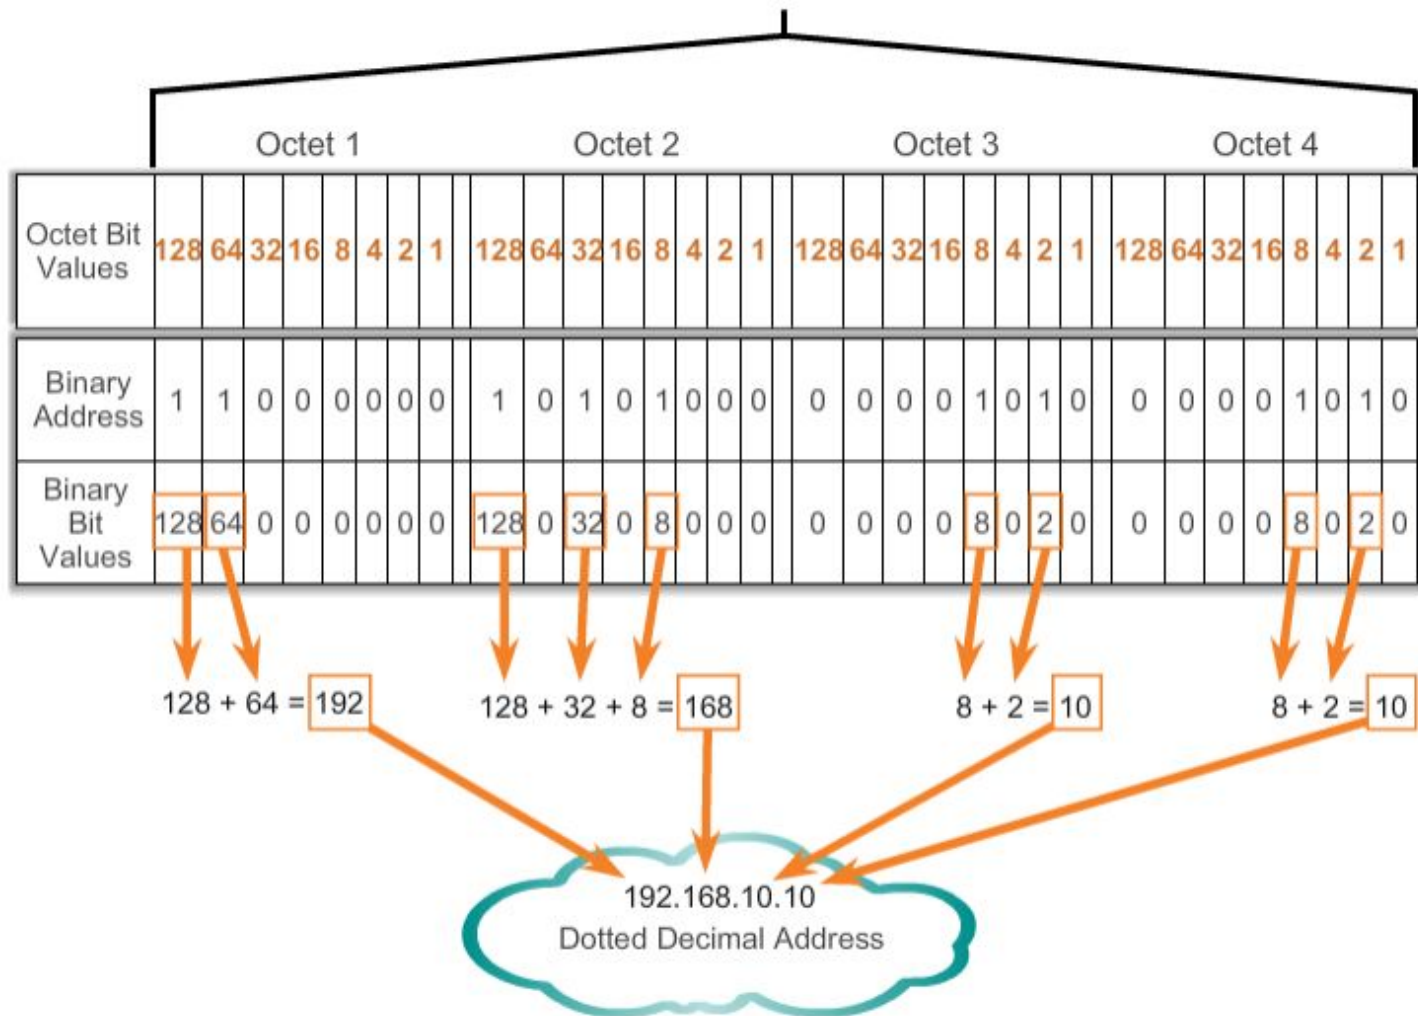 Octet 1 Octet 2 Octet 3 Octet 4
Octet Bit
Values
128 64 32 16 8 4 2 1 128 64 32 16 8 4 2 1 128 64 32 16 8 4 2 1 128 64 32 16 8 4 2 1
Binary
Address
1 1 0 0 0 0 0 0 1 0 1 0 1 0 0 0 0 0 0 0 1 0 1 0 0 0 0 0 1 0 1 0
Binary
Bit
Values
128 64 0 0 0 0 0 0 128 0 32 0 8 0 0 0 0 0 0 0 8 0 2 0 0 0 0 0 8 0 2 0
128 + 64 = 192 128 + 32 + 8 = 168 8 + 2 = 10 8 + 2 = 10
192.168.10.10
Dotted Decimal Address